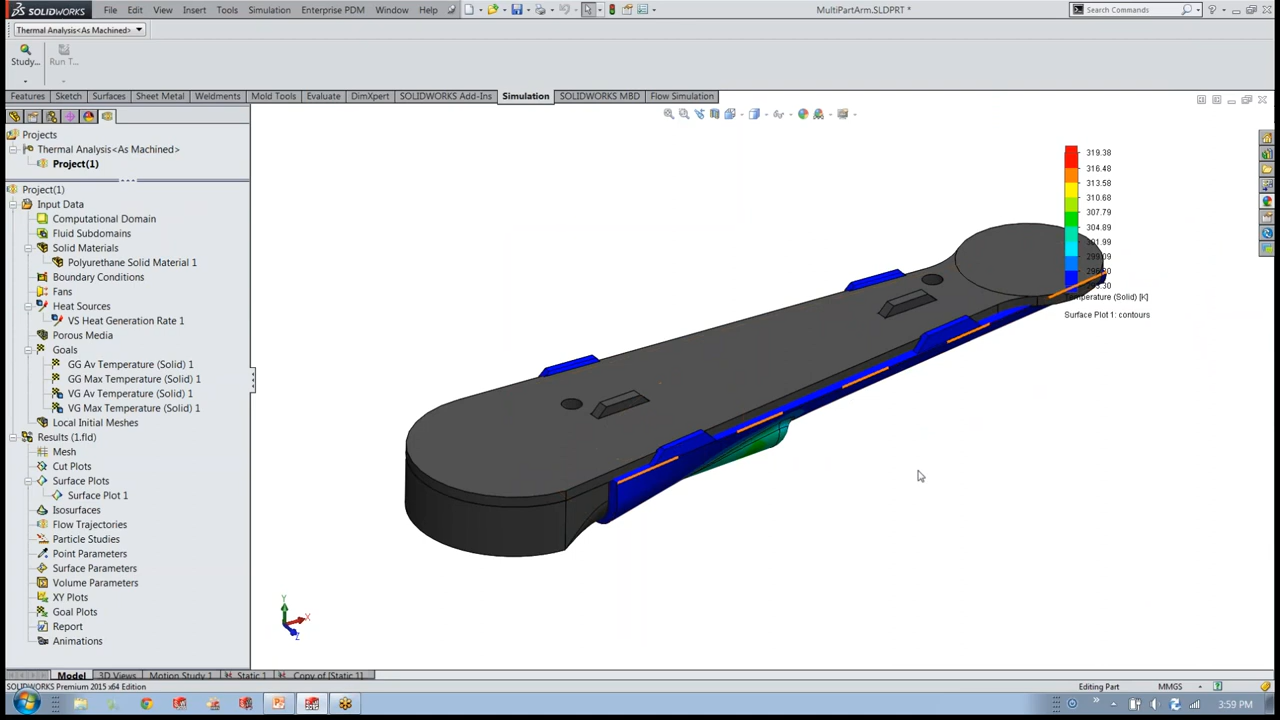 SOLIDWORKS File Edit View Insert Tools Simulation Enterprise PDM Window Help MultiPartArm.SLDPRT * Search Commands
Thermal Analysis<As Machined>
Study... Run T...
Features Sketch Surfaces Sheet Metal Weldments Mold Tools Evaluate DimXpert SOLIDWORKS Add-Ins Simulation SOLIDWORKS MBD Flow Simulation
Projects
Thermal Analysis<As Machined>
Project(1)
Project(1)
Input Data
Computational Domain
Fluid Subdomains
Solid Materials
Polyurethane Solid Material 1
Boundary Conditions
Fans
Heat Sources
VS Heat Generation Rate 1
Porous Media
Goals
GG Av Temperature (Solid) 1
GG Max Temperature (Solid) 1
VG Av Temperature (Solid) 1
VG Max Temperature (Solid) 1
Local Initial Meshes
Results (1.fld)
Mesh
Cut Plots
Surface Plots
Surface Plot 1
Isosurfaces
Flow Trajectories
Particle Studies
Point Parameters
Surface Parameters
Volume Parameters
XY Plots
Goal Plots
Report
Animations
319.38
316.48
313.58
310.68
307.79
304.89
301.99
299.09
Temperature (Solid) [K]
Surface Plot 1: contours
Y
X
Z
Model 3D Views Motion Study 1 Static 1 Copy of [Static 1]
SOLIDWORKS Premium 2015 x64 Edition Editing Part MMGS
3:59 PM